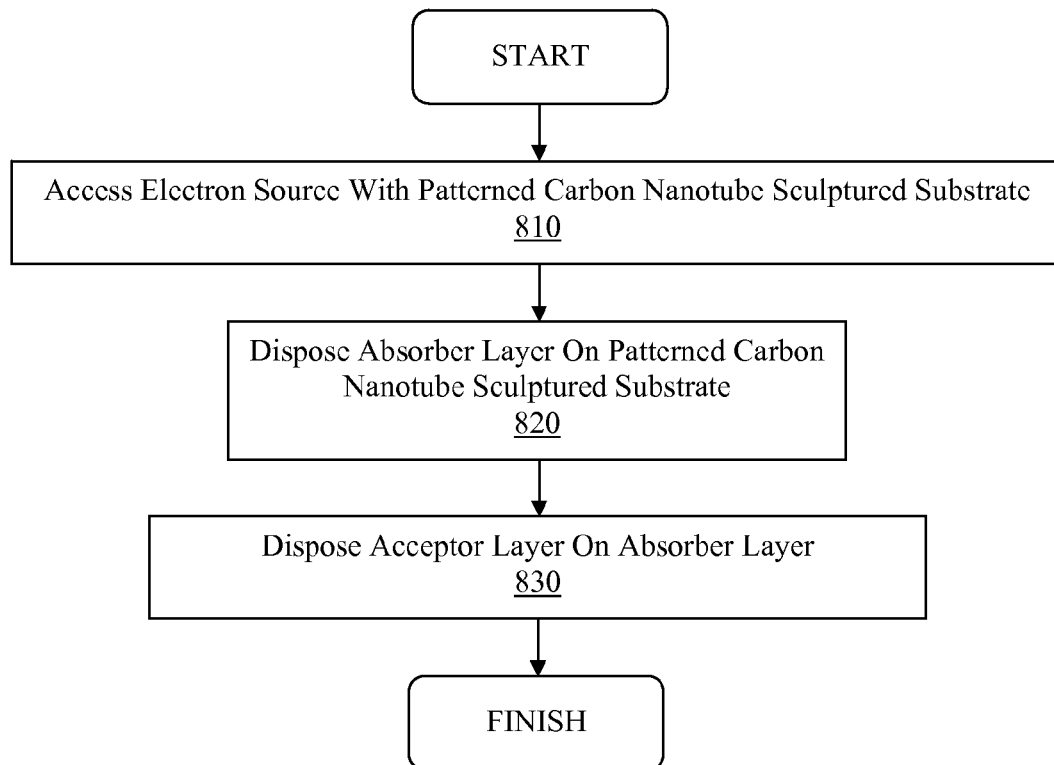 START
Access Electron Source With Patterned Carbon Nanotube Sculptured Substrate
810
Dispose Absorber Layer On Patterned Carbon
Nanotube Sculptured Substrate
820
Dispose Acceptor Layer On Absorber Layer
830
FINISH